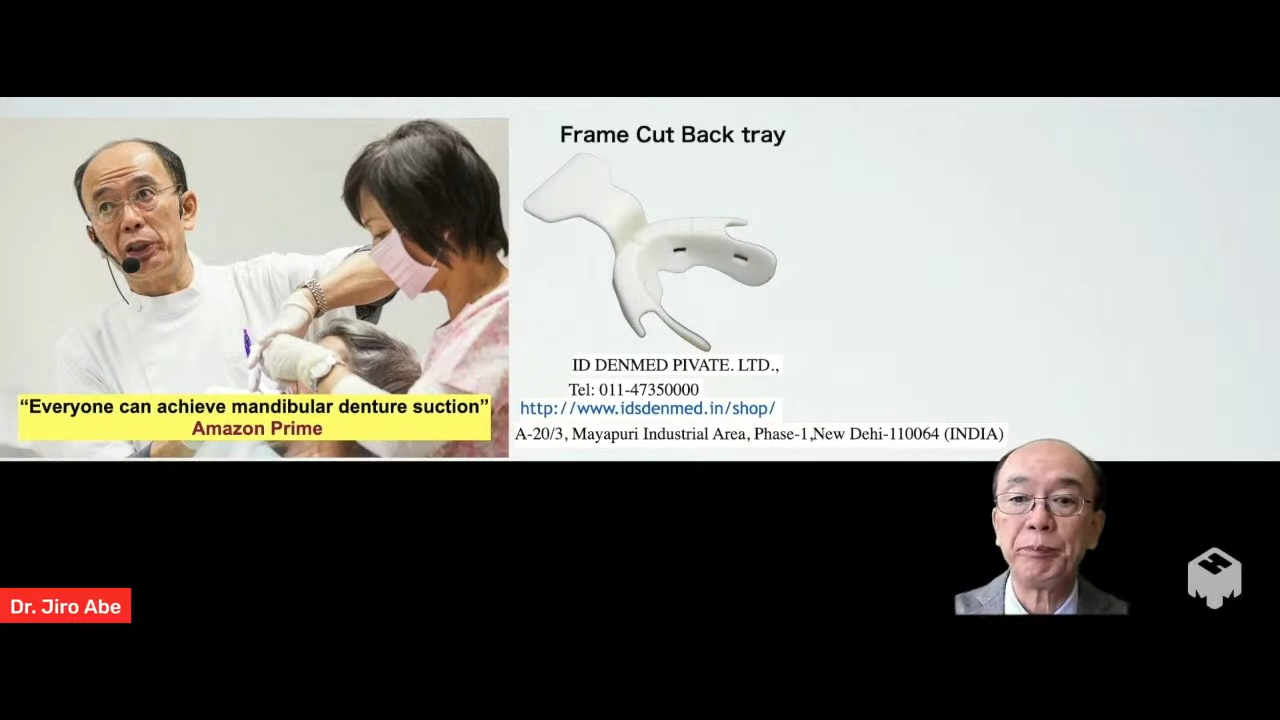 Frame Cut Back tray
ID DENMED PIVATE. LTD.,
Tel: 011-47350000
http://www.idsdenmed.in/shop/
A-20/3, Mayapuri Industrial Area, Phase-1,New Dehi-110064 (INDIA)
“Everyone can achieve mandibular denture suction”
Amazon Prime
Dr. Jiro Abe